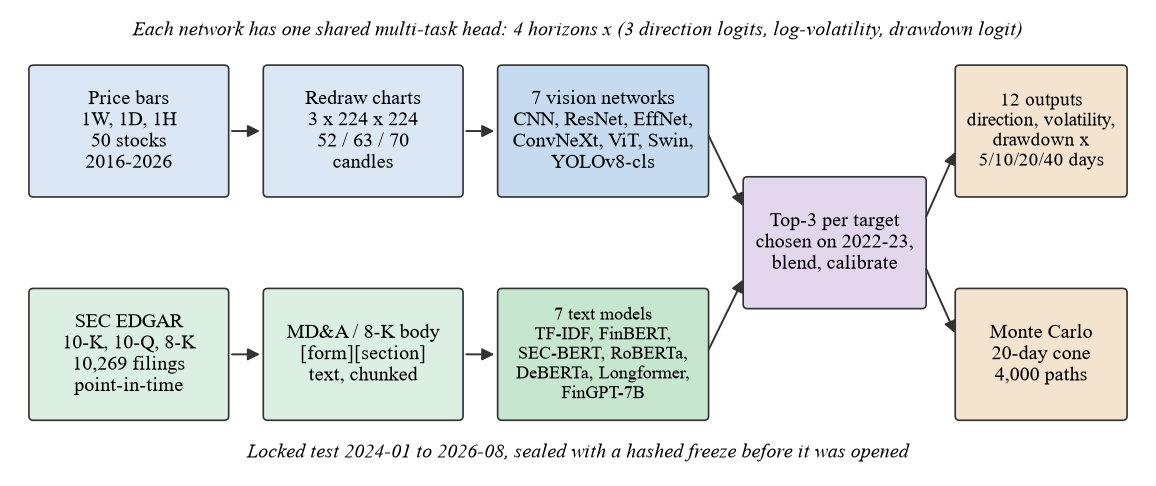 Each network has one shared multi-task head: 4 horizons x (3 direction logits, log-volatility, drawdown logit)
Price bars
1W, 1D, 1H
50 stocks
2016-2026
Redraw charts
3 x 224 x 224
52 / 63 / 70
candles
7 vision networks
CNN, ResNet, EffNet,
ConvNeXt, ViT, Swin,
YOLOv8-cls
12 outputs
direction, volatility,
drawdown x
5/10/20/40 days
Top-3 per target
chosen on 2022-23,
blend, calibrate
SEC EDGAR
10-K, 10-Q, 8-K
10,269 filings
point-in-time
MD&A / 8-K body
[form][section]
text, chunked
7 text models
TF-IDF, FinBERT,
SEC-BERT, RoBERTa,
DeBERTa, Longformer,
FinGPT-7B
Monte Carlo
20-day cone
4,000 paths
Locked test 2024-01 to 2026-08, sealed with a hashed freeze before it was opened